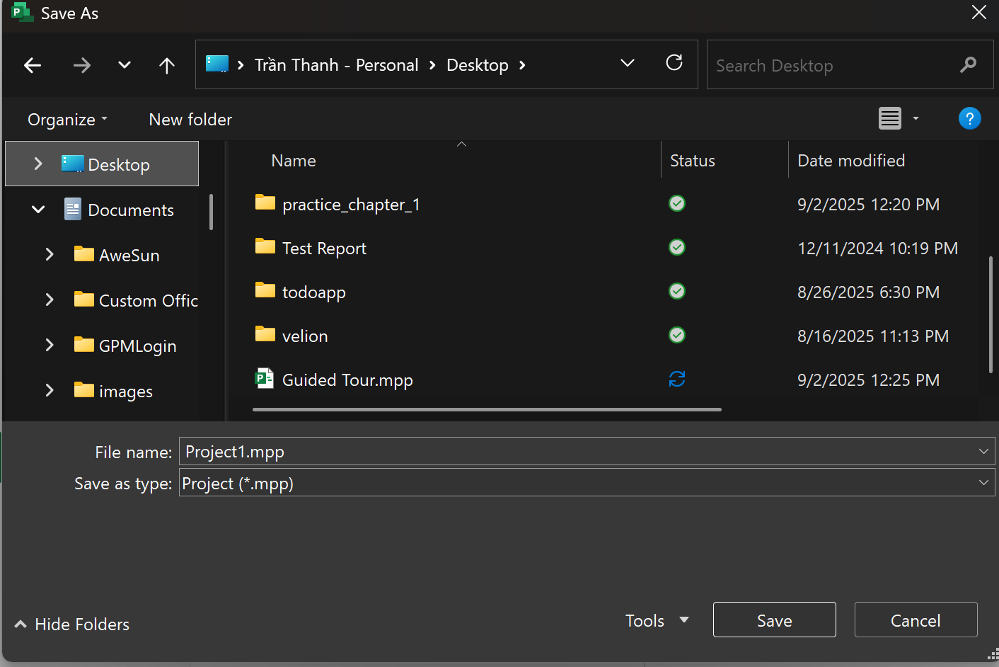 Save As
Trần Thanh - Personal > Desktop >
Search Desktop
Organize
New folder
?
Name
Status
Date modified
Desktop
Documents
AweSun
Custom Offic
GPMLogin
images
practice_chapter_1 9/2/2025 12:20 PM
Test Report 12/11/2024 10:19 PM
todoapp 8/26/2025 6:30 PM
velion 8/16/2025 11:13 PM
Guided Tour.mpp 9/2/2025 12:25 PM
File name: Project1.mpp
Save as type: Project (*.mpp)
Hide Folders
Tools
Save
Cancel